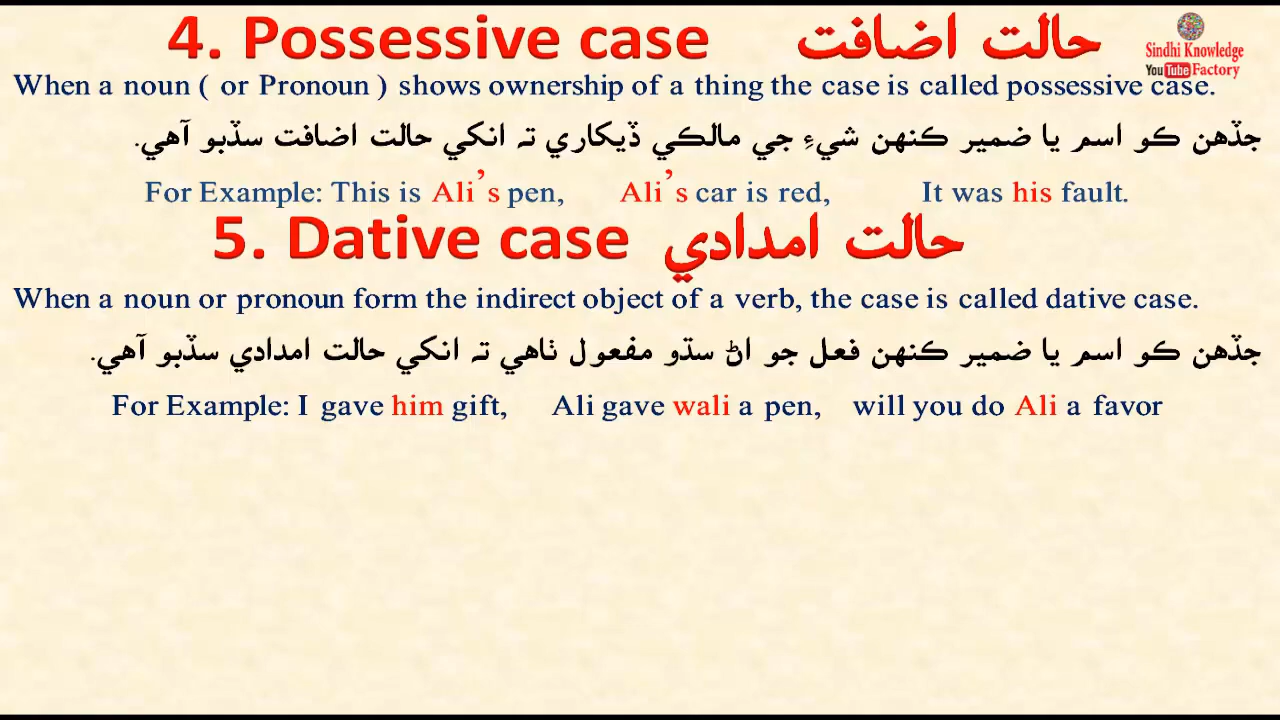 4. Possessive case حالت اضافت
Sindhi Knowledge
YouTube Factory
When a noun ( or Pronoun ) shows ownership of a thing the case is called possessive case.
جڏهن ڪو اسم يا ضمير ڪنهن شيءِ جي مالڪي ڏيکاري ته انکي حالت اضافت سڏبو آهي.
For Example: This is Ali’s pen, Ali’s car is red, It was his fault.
5. Dative case حالت امدادي
When a noun or pronoun form the indirect object of a verb, the case is called dative case.
جڏهن ڪو اسم يا ضمير ڪنهن فعل جو اڻ سڌو مفعول ٺاهي ته انکي حالت امدادي سڏبو آهي.
For Example: I gave him gift, Ali gave wali a pen, will you do Ali a favor